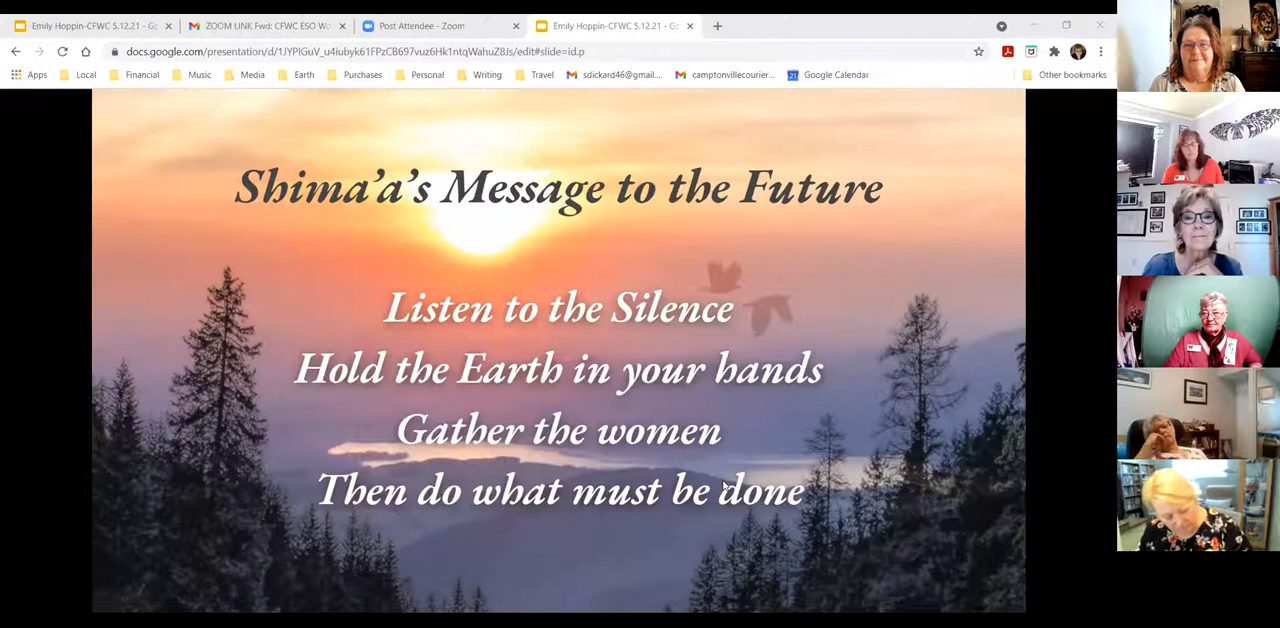 Emily Hoppin-CFWC 5.12.21 - Go
ZOOM LINK Fwd: CFWC ESO Wo
Post Attendee - Zoom
Emily Hoppin-CFWC 5.12.21 - Go
docs.google.com/presentation/d/1JYPIGuV_u4iubyk61FPzCB697vuz6Hk1ntqWahuZ8Js/edit#slide=id.p
Apps Local Financial Music Media Earth Purchases Personal Writing Travel sdickard46@gmail.... camptonvillecourier... Google Calendar Other bookmarks
Shima'a's Message to the Future
Listen to the Silence
Hold the Earth in your hands
Gather the women
Then do what must be done